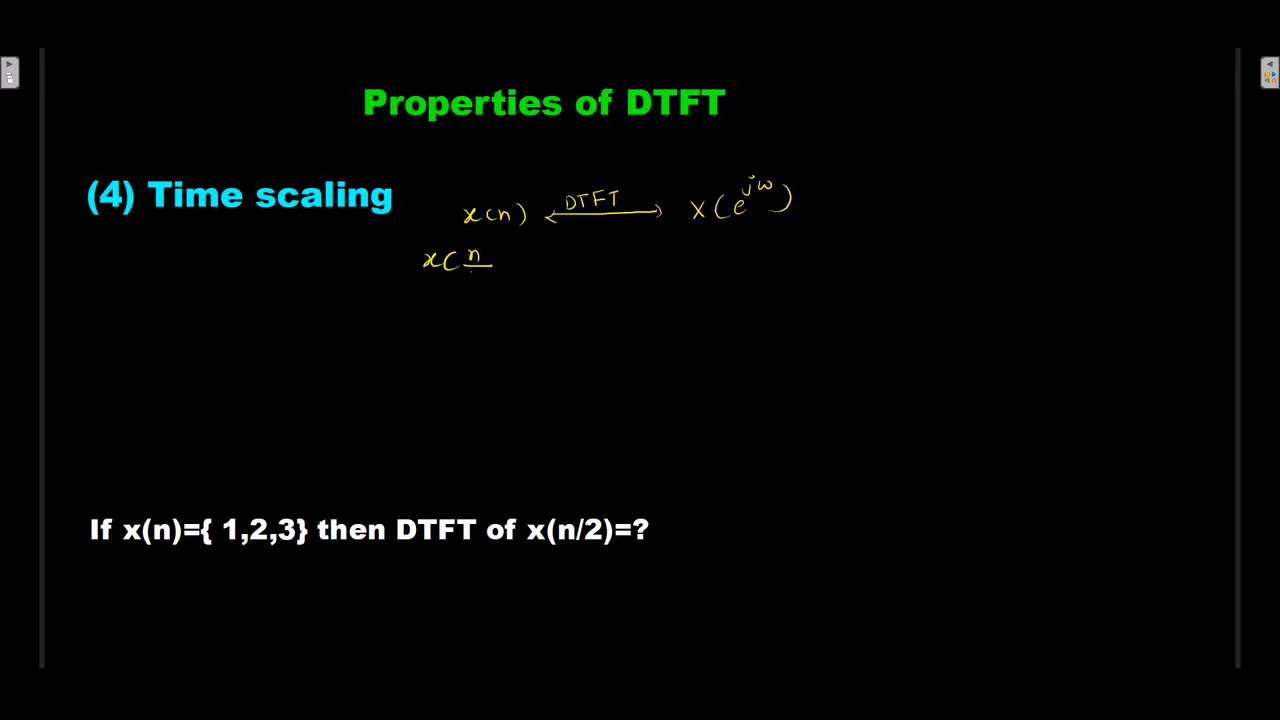 Properties of DTFT
(4) Time scaling
x(n) ⟷ DTFT X(e^jω)
x(n
If x(n)={ 1,2,3} then DTFT of x(n/2)=?